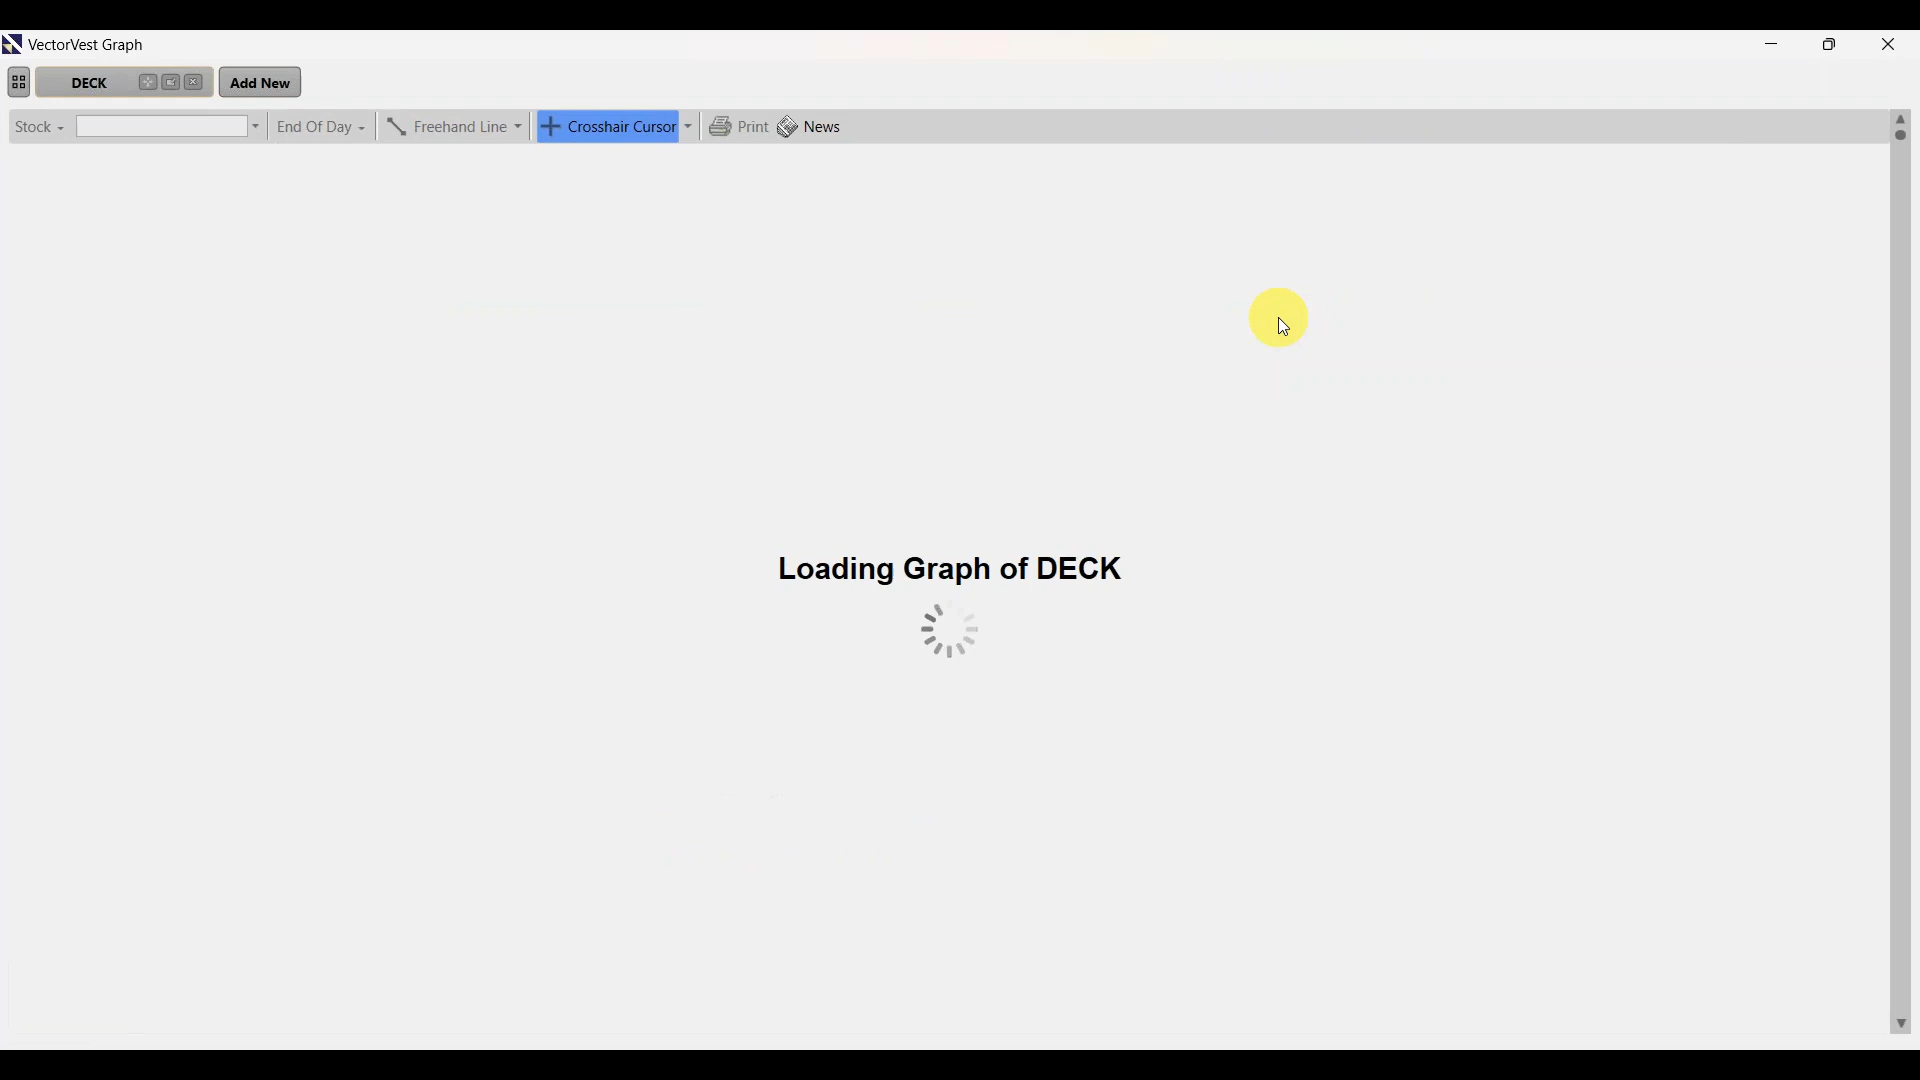 VectorVest Graph
DECK
Add New
Stock
End Of Day
Freehand Line
Crosshair Cursor
Print
News
Loading Graph of DECK